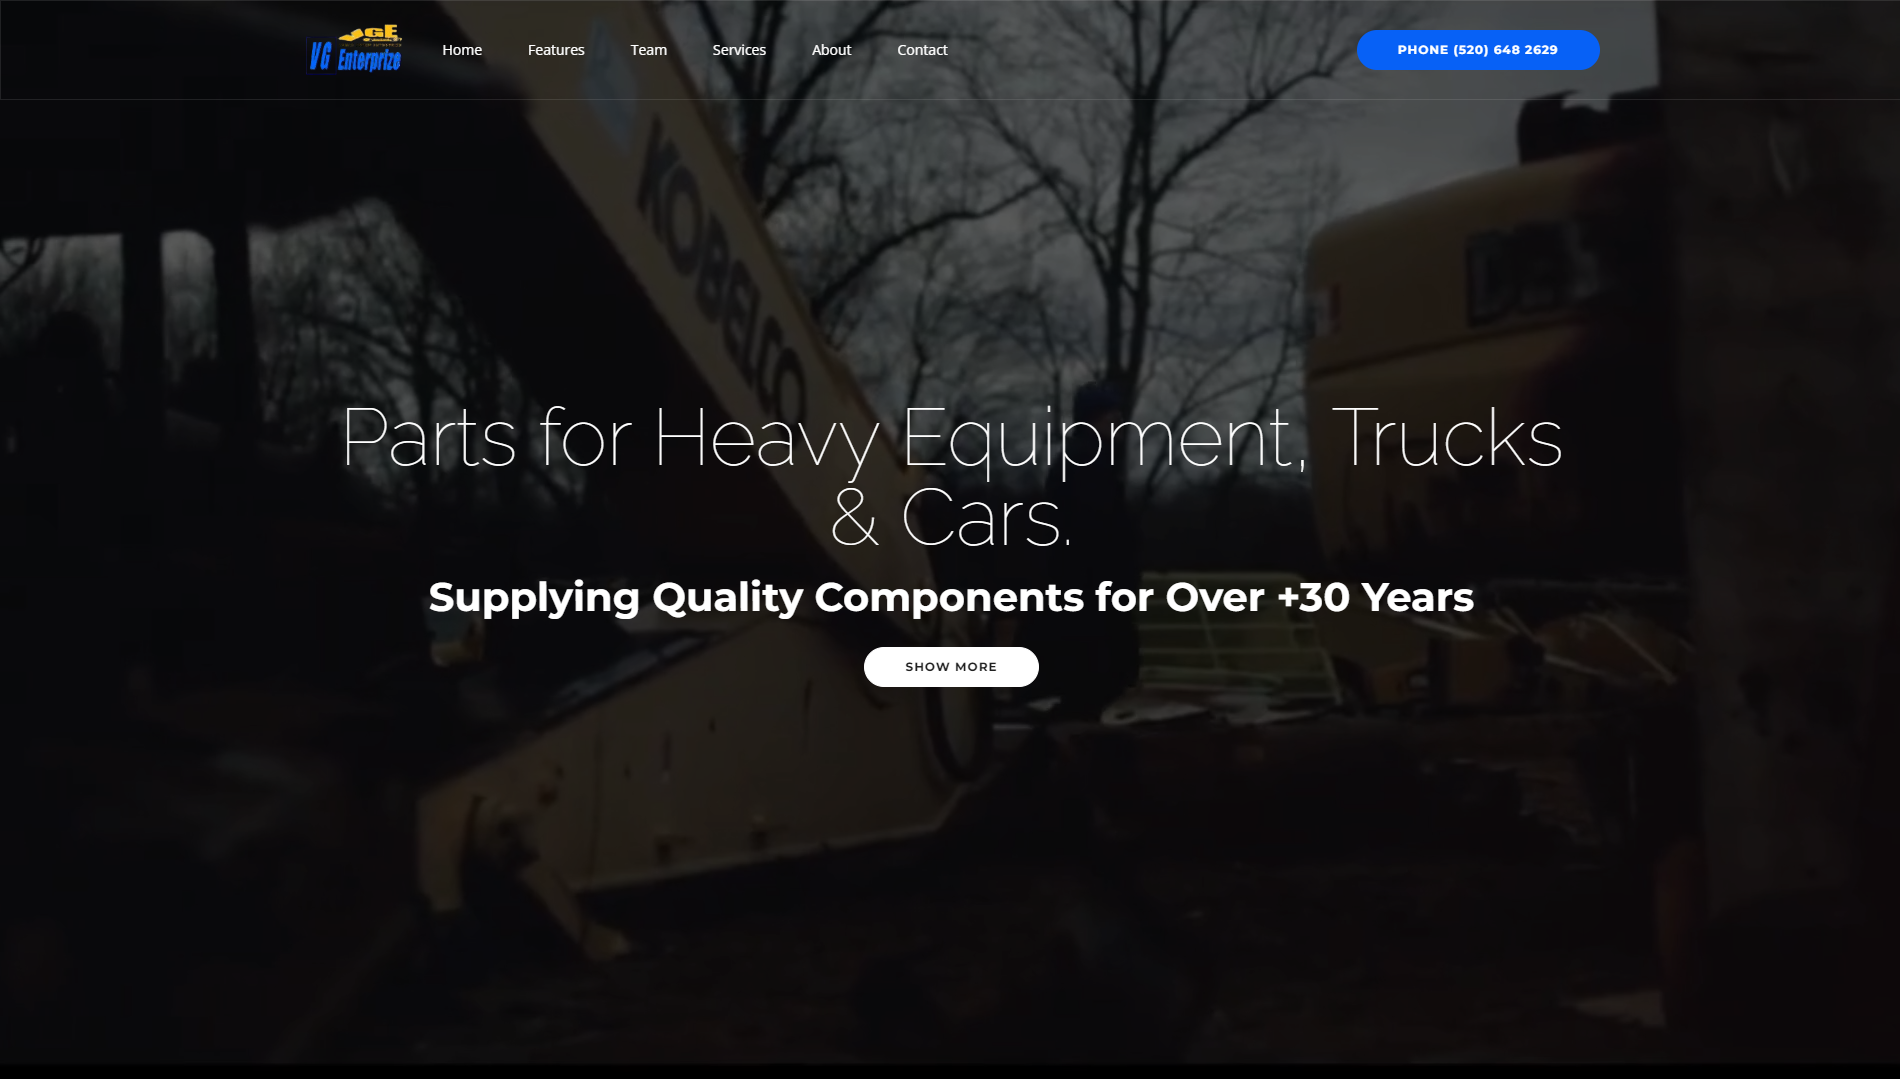 VG Enterprize
Home
Features
Team
Services
About
Contact
PHONE (520) 648 2629
KOBELCO
Parts for Heavy Equipment, Trucks
& Cars.
Supplying Quality Components for Over +30 Years
SHOW MORE